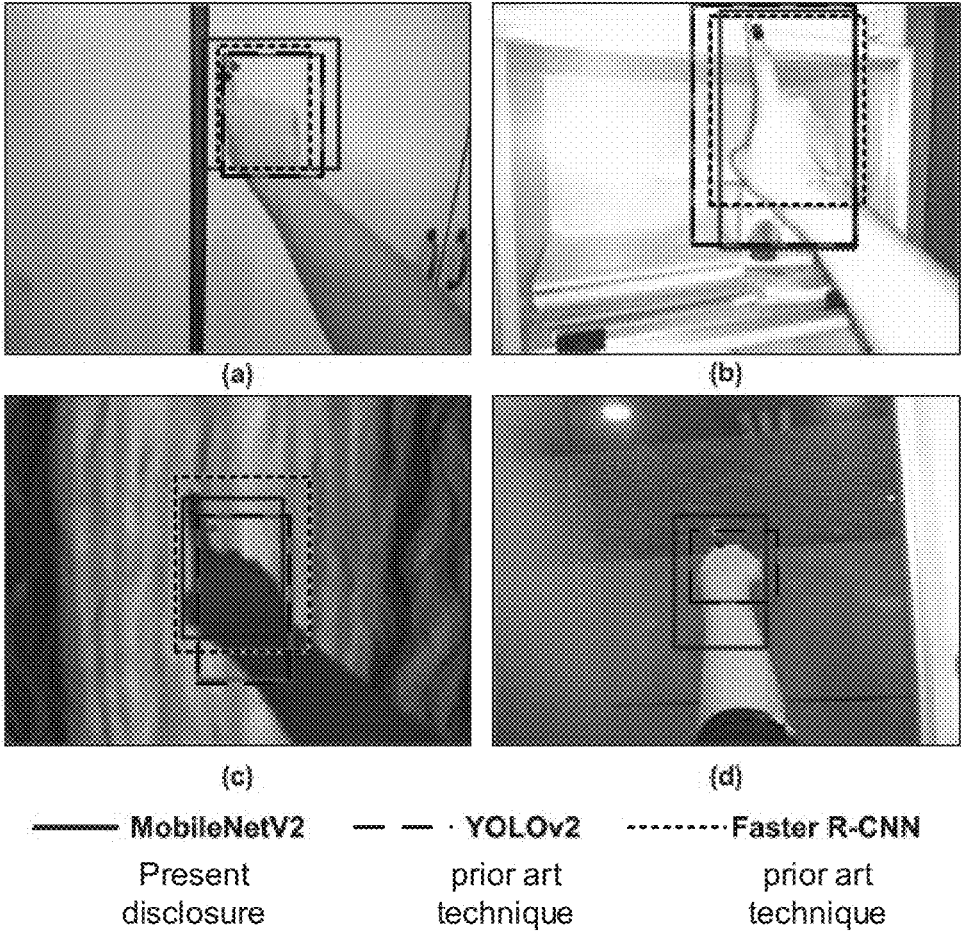 (a)
(b)
(c)
(d)
MobileNetV2
YOLOv2
Faster R-CNN
Present
disclosure
prior art
technique
prior art
technique